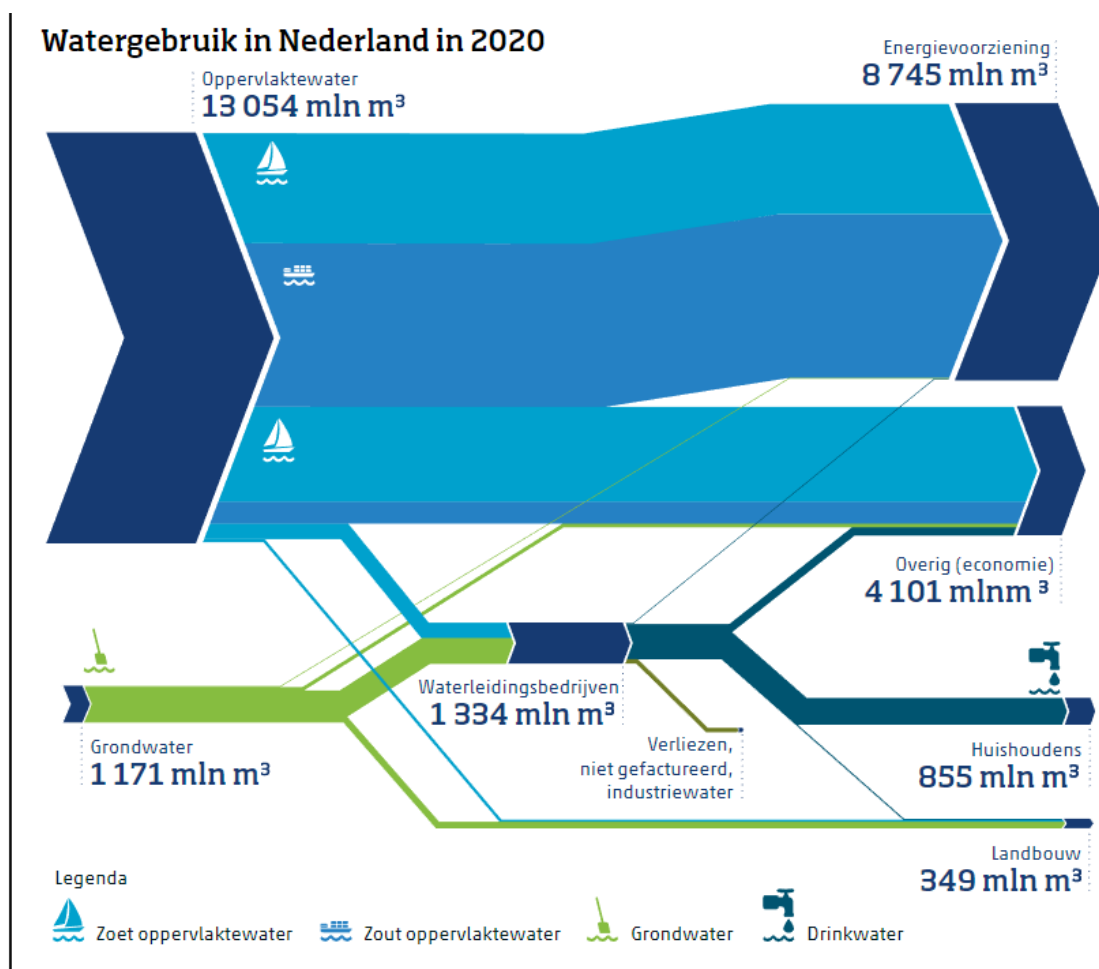 Watergebruik in Nederland in 2020
Oppervlaktewater
13 054 mln m³
Energievoorziening
8 745 mln m³
Overig (economie)
4 101 mlnm ³
Waterleidingsbedrijven
1 334 mln m³
Grondwater
1 171 mln m³
Verliezen,
niet gefactureerd,
industriewater
Huishoudens
855 mln m³
Landbouw
349 mln m³
Legenda
Zoet oppervlaktewater
Zout oppervlaktewater
Grondwater
Drinkwater